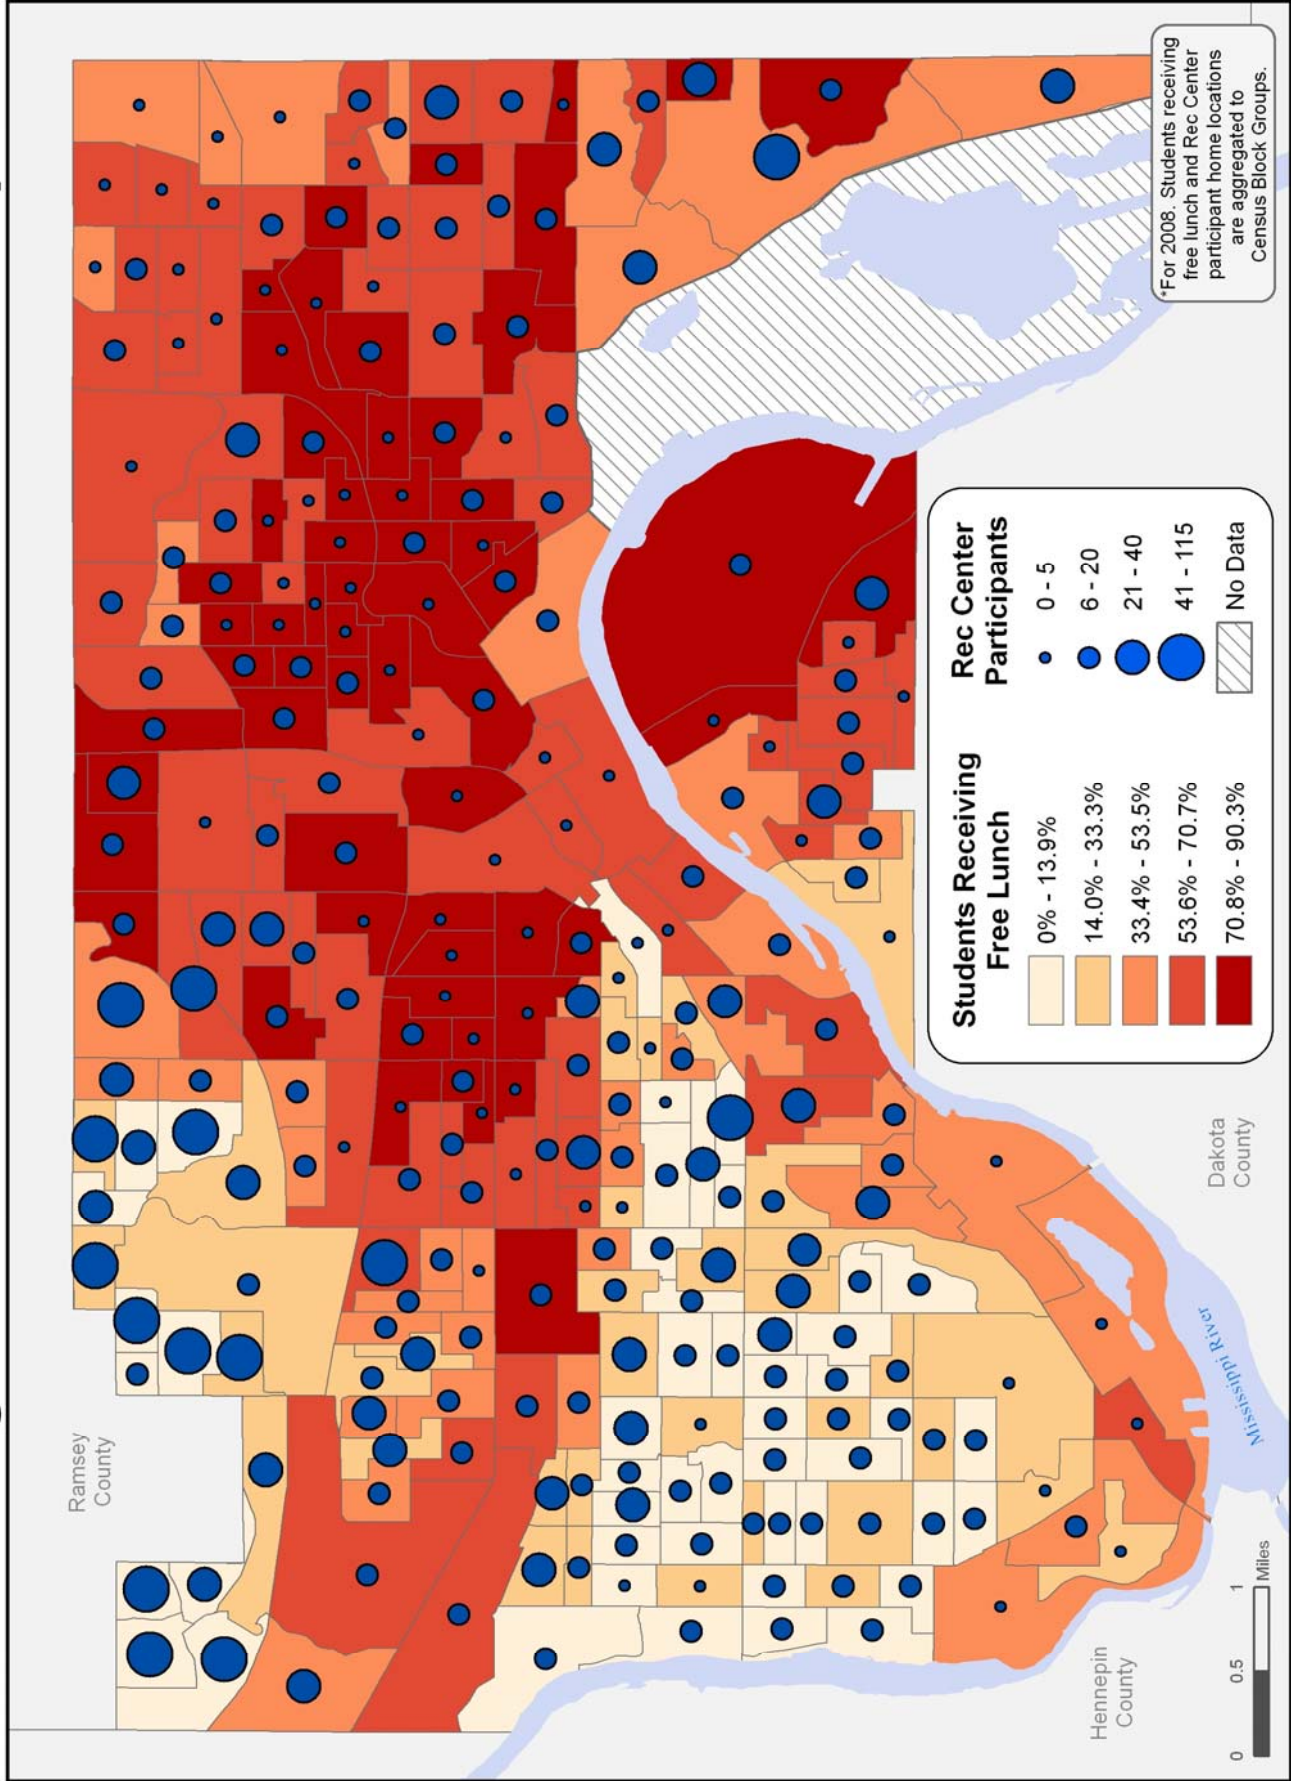 Ramsey
County
Hennepin
County
Dakota
County
Mississippi River
0 0.5 1
Miles
Students Receiving
Free Lunch
0% - 13.9%
14.0% - 33.3%
33.4% - 53.5%
53.6% - 70.7%
70.8% - 90.3%
Rec Center
Participants
0 - 5
6 - 20
21 - 40
41 - 115
No Data
*For 2008. Students receiving
free lunch and Rec Center
participant home locations
are aggregated to
Census Block Groups.